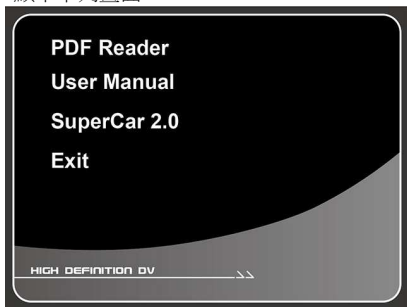 PDF Reader
User Manual
SuperCar 2.0
Exit
HIGH DEFINITION DV